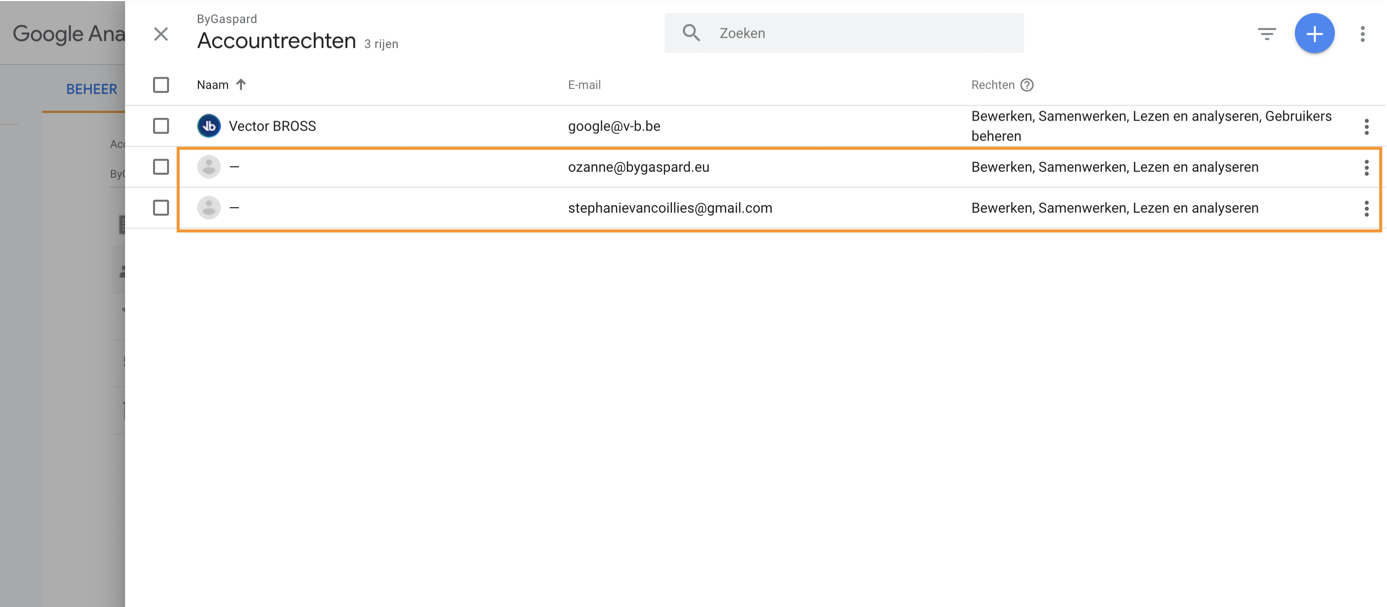 Google Ana
ByGaspard
Accountrechten 3 rijen
Zoeken
BEHEER
Naam E-mail Rechten
Vector BROSS google@v-b.be Bewerken, Samenwerken, Lezen en analyseren, Gebruikers
beheren
Acc
— ozanne@bygaspard.eu Bewerken, Samenwerken, Lezen en analyseren
ByG
— stephanievancoillies@gmail.com Bewerken, Samenwerken, Lezen en analyseren